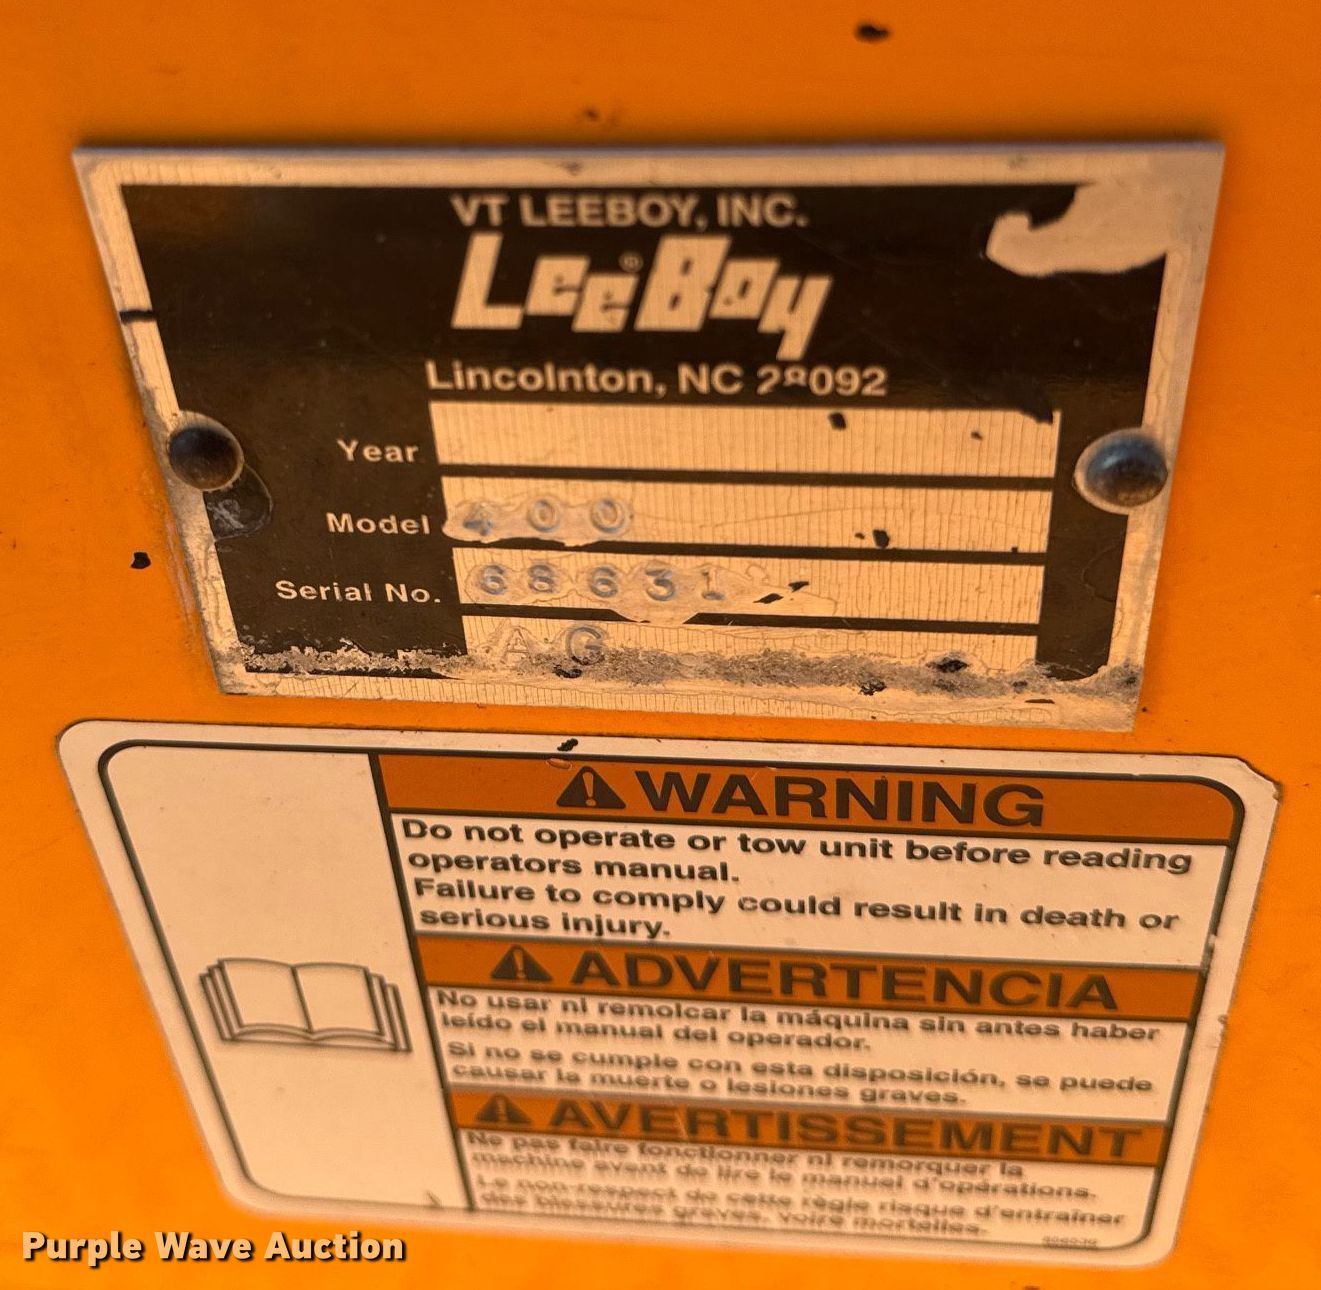 VT LEEBOY, INC.
LeeBoy®
Lincolnton, NC 28092
Year
Model 400
Serial No. 68631
AG
WARNING
Do not operate or tow unit before reading
operators manual.
Failure to comply could result in death or
serious injury.
ADVERTENCIA
No usar ni remolcar la máquina sin antes haber
leído el manual del operador.
Si no se cumple con esta disposición, se puede
causar la muerte o lesiones graves.
AVERTISSEMENT
Ne pas faire fonctionner ni remorquer la
machine avant de lire le manuel d'opérations.
Le non-respect de cette règle risque d'entraîner
des blessures graves, voire mortelles.
Purple Wave Auction